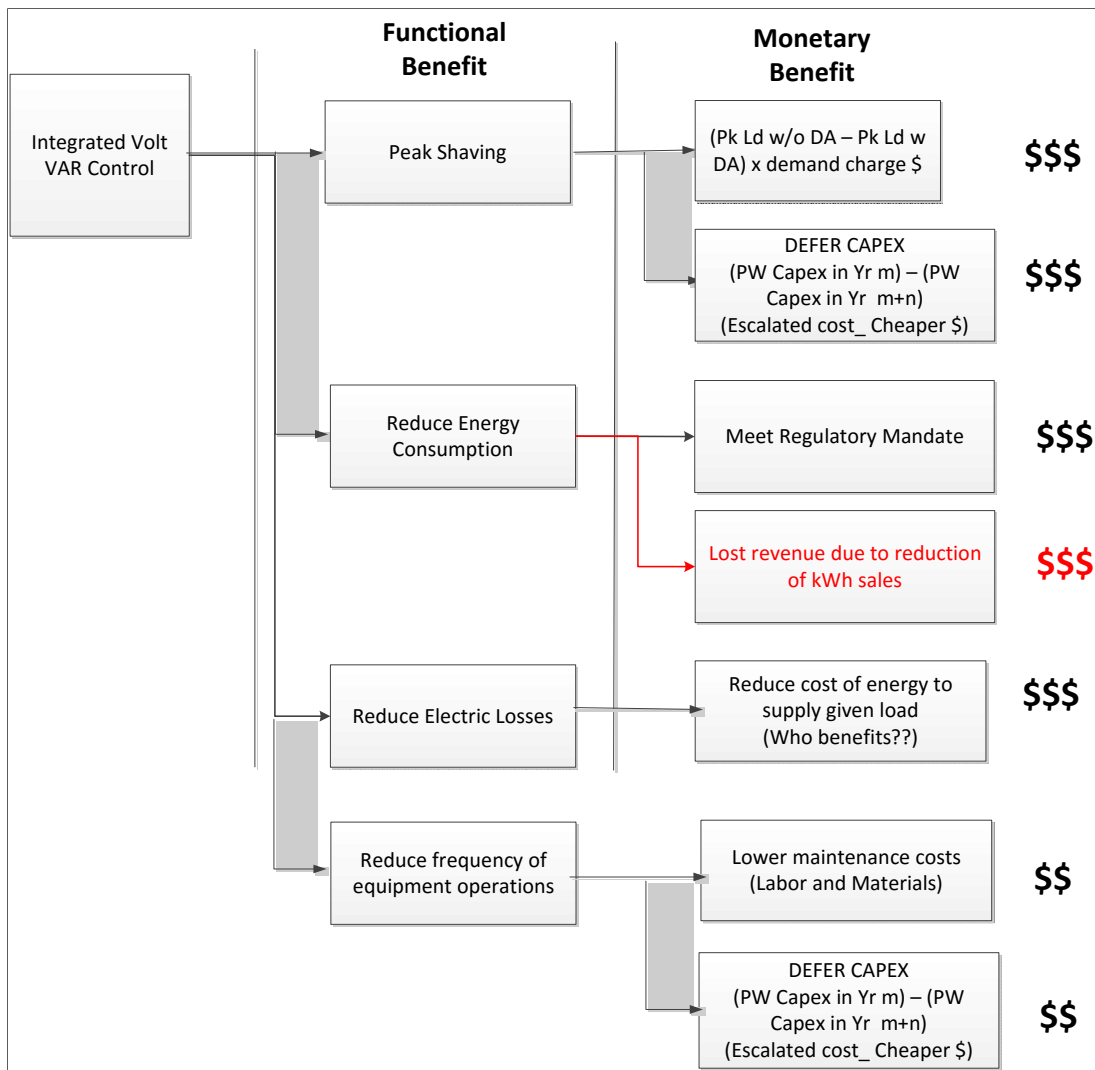 Functional
Benefit
Monetary
Benefit
Integrated Volt
VAR Control
Peak Shaving
(Pk Ld w/o DA – Pk Ld w
DA) x demand charge $
$$$
DEFER CAPEX
(PW Capex in Yr m) – (PW
Capex in Yr  m+n)
(Escalated cost_ Cheaper $)
$$$
Reduce Energy
Consumption
Meet Regulatory Mandate
$$$
Lost revenue due to reduction
of kWh sales
$$$
Reduce Electric Losses
Reduce cost of energy to
supply given load
(Who benefits??)
$$$
Reduce frequency of
equipment operations
Lower maintenance costs
(Labor and Materials)
$$
DEFER CAPEX
(PW Capex in Yr m) – (PW
Capex in Yr  m+n)
(Escalated cost_ Cheaper $)
$$